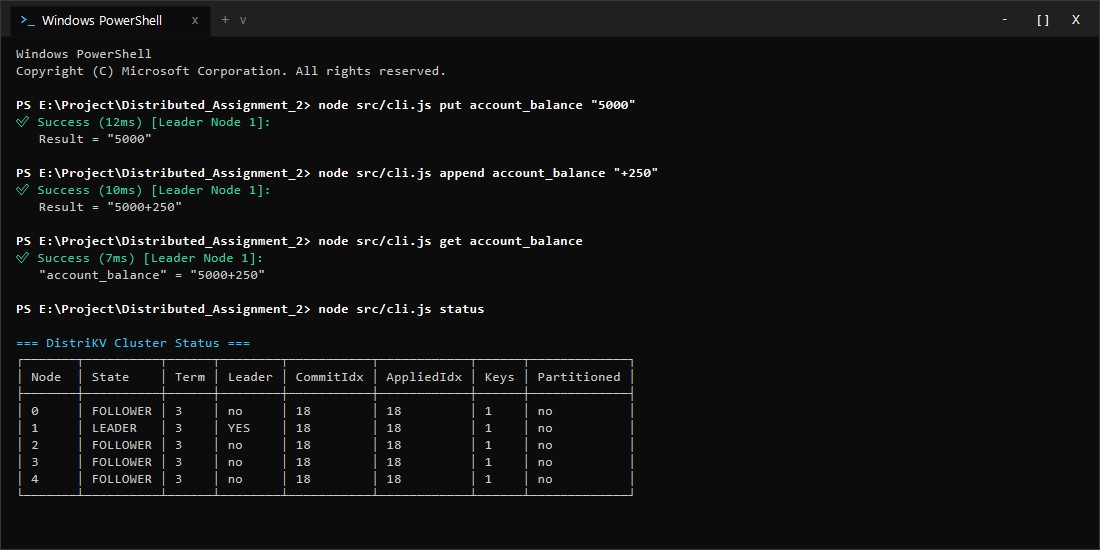 >_ Windows PowerShell x + v - [ ] X
Windows PowerShell
Copyright (C) Microsoft Corporation. All rights reserved.
PS E:\Project\Distributed_Assignment_2> node src/cli.js put account_balance "5000"
✓ Success (12ms) [Leader Node 1]:
Result = "5000"
PS E:\Project\Distributed_Assignment_2> node src/cli.js append account_balance "+250"
✓ Success (10ms) [Leader Node 1]:
Result = "5000+250"
PS E:\Project\Distributed_Assignment_2> node src/cli.js get account_balance
✓ Success (7ms) [Leader Node 1]:
"account_balance" = "5000+250"
PS E:\Project\Distributed_Assignment_2> node src/cli.js status
=== DistriKV Cluster Status ===
│ Node │ State │ Term │ Leader │ CommitIdx │ AppliedIdx │ Keys │ Partitioned │
│ 0 │ FOLLOWER │ 3 │ no │ 18 │ 18 │ 1 │ no │
│ 1 │ LEADER │ 3 │ YES │ 18 │ 18 │ 1 │ no │
│ 2 │ FOLLOWER │ 3 │ no │ 18 │ 18 │ 1 │ no │
│ 3 │ FOLLOWER │ 3 │ no │ 18 │ 18 │ 1 │ no │
│ 4 │ FOLLOWER │ 3 │ no │ 18 │ 18 │ 1 │ no │